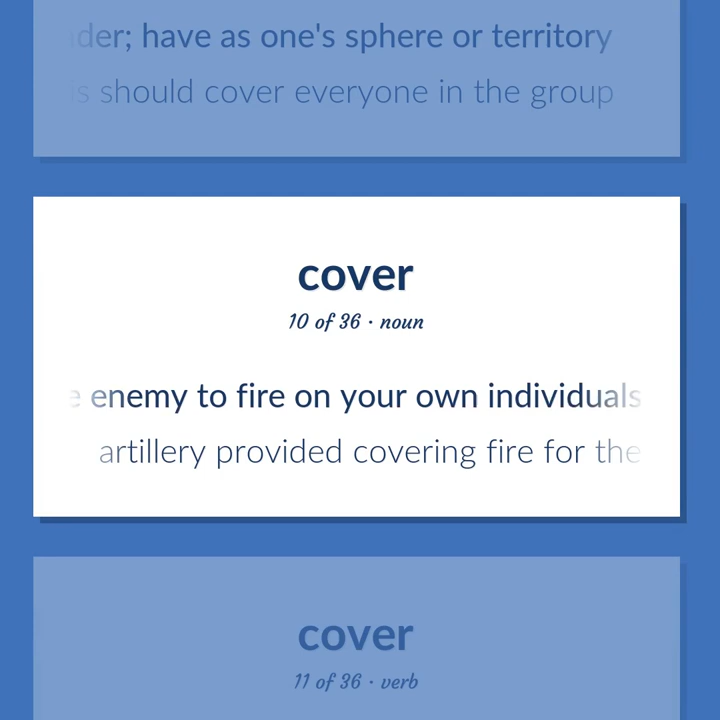 der; have as one's sphere or territory
should cover everyone in the group
cover
10 of 36 · noun
enemy to fire on your own individuals
artillery provided covering fire for the
cover
11 of 36 · verb